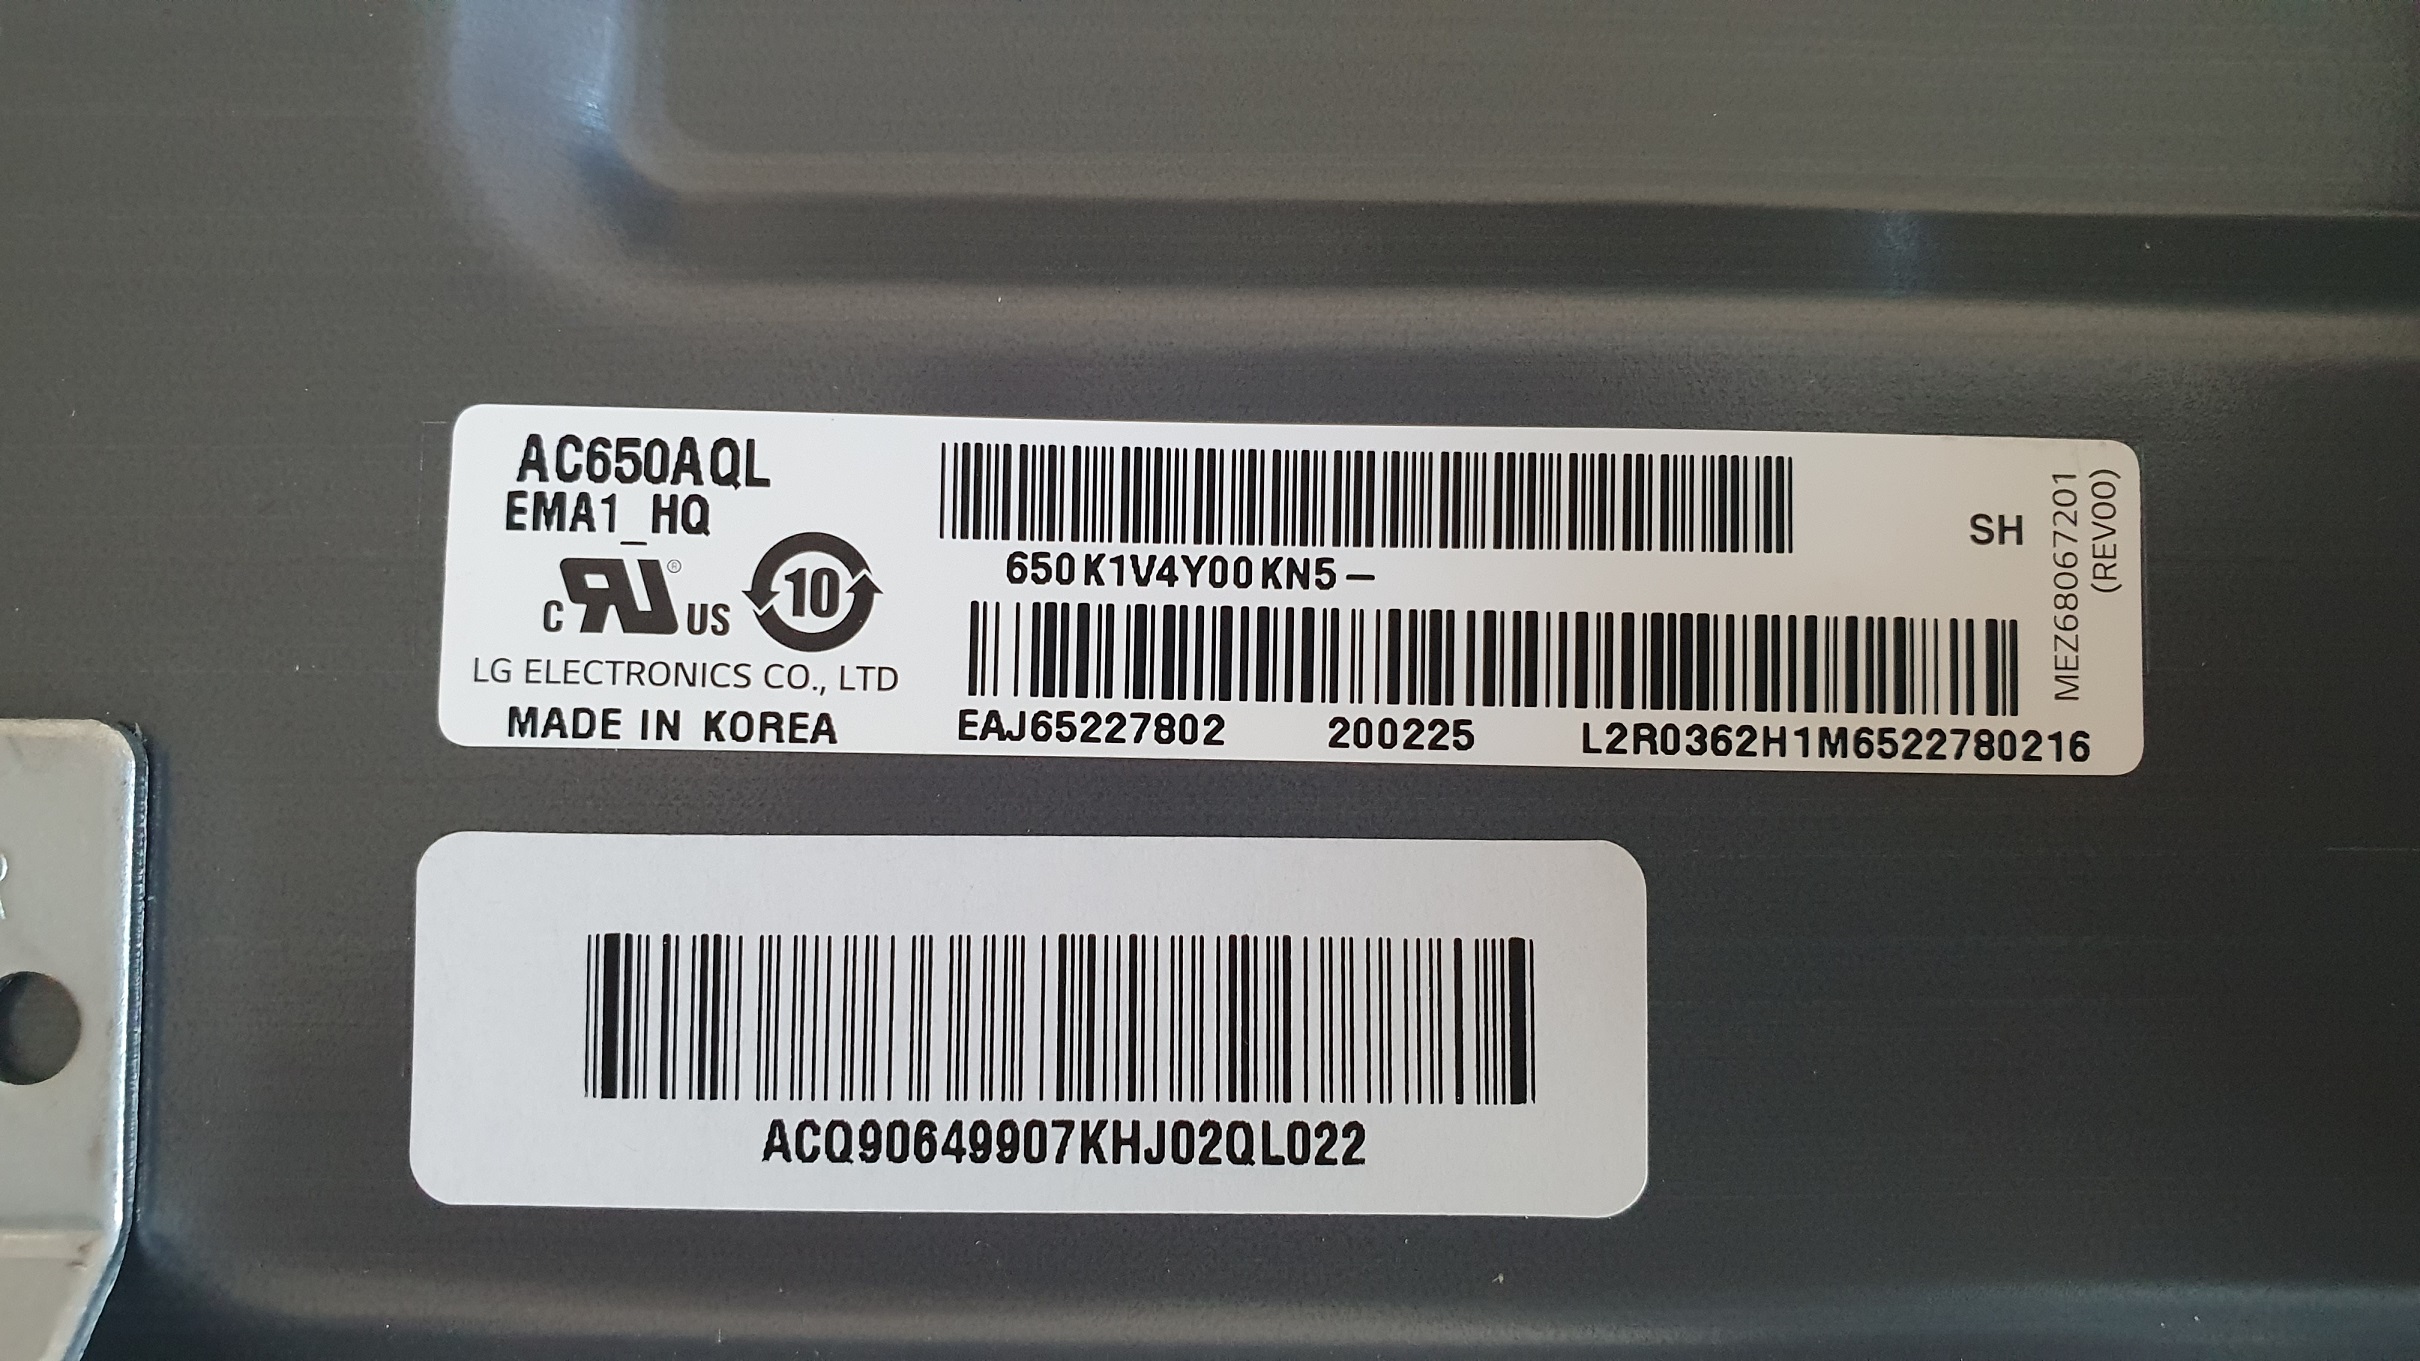 AC650AQL
EMA1_HQ
c RU ® US 10
LG ELECTRONICS CO., LTD
MADE IN KOREA
650K1V4Y00KN5–
SH
EAJ65227802 200225 L2R0362H1M6522780216
MEZ68067201
(REV00)
ACQ90649907KHJ02QL022